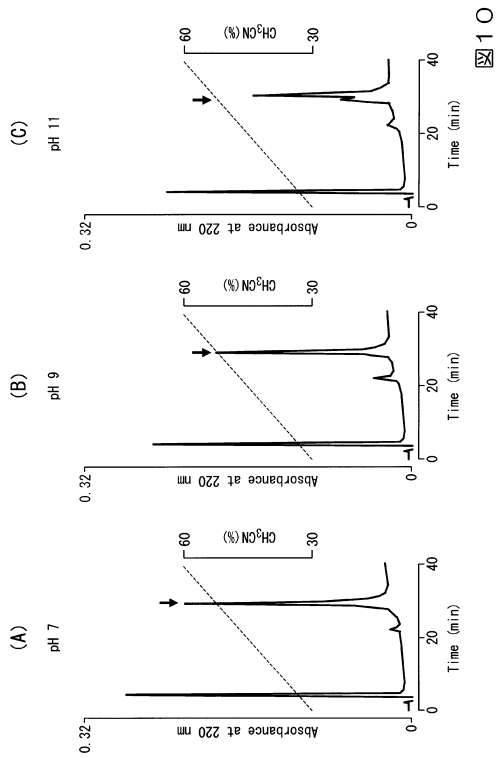 図10
(A)
pH 7
0.32
Absorbance at 220 nm
0
60
CH₃CN(%)
30
0
20
40
Time (min)
(B)
pH 9
0.32
Absorbance at 220 nm
0
60
CH₃CN(%)
30
0
20
40
Time (min)
(C)
pH 11
0.32
Absorbance at 220 nm
0
60
CH₃CN(%)
30
0
20
40
Time (min)